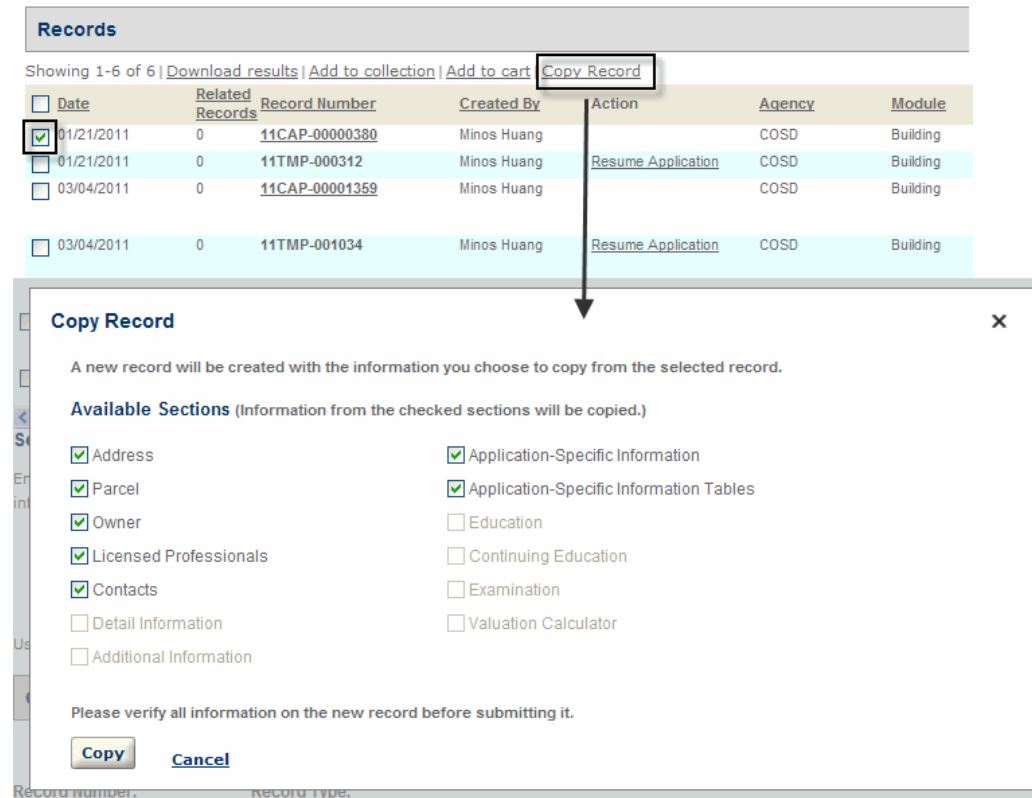 Records
Showing 1-6 of 6 | Download results | Add to collection | Add to cart | Copy Record
Date Related Records Record Number Created By Action Agency Module
01/21/2011 0 11CAP-00000380 Minos Huang COSD Building
01/21/2011 0 11TMP-000312 Minos Huang Resume Application COSD Building
03/04/2011 0 11CAP-00001359 Minos Huang COSD Building
03/04/2011 0 11TMP-001034 Minos Huang Resume Application COSD Building
Copy Record
A new record will be created with the information you choose to copy from the selected record.
Available Sections (Information from the checked sections will be copied.)
Address Application-Specific Information
Parcel Application-Specific Information Tables
Owner Education
Licensed Professionals Continuing Education
Contacts Examination
Detail Information Valuation Calculator
Additional Information
Please verify all information on the new record before submitting it.
Copy Cancel
Record Number: Record Type: